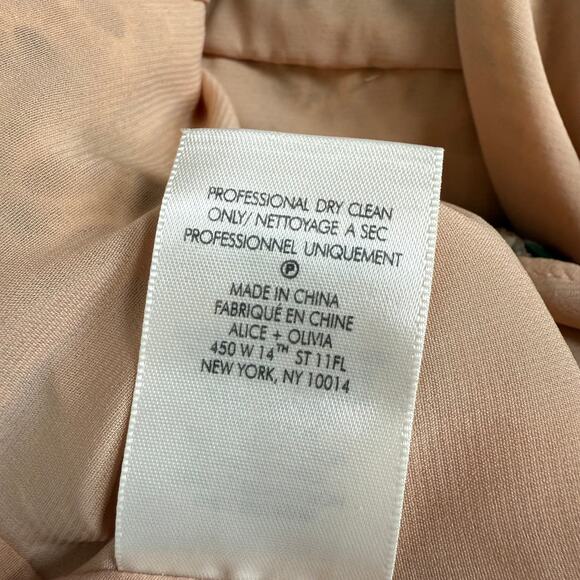 PROFESSIONAL DRY CLEAN
ONLY/ NETTOYAGE A SEC
PROFESSIONNEL UNIQUEMENT
Ⓟ
MADE IN CHINA
FABRIQUÉ EN CHINE
ALICE + OLIVIA
450 W 14™ ST 11FL
NEW YORK, NY 10014